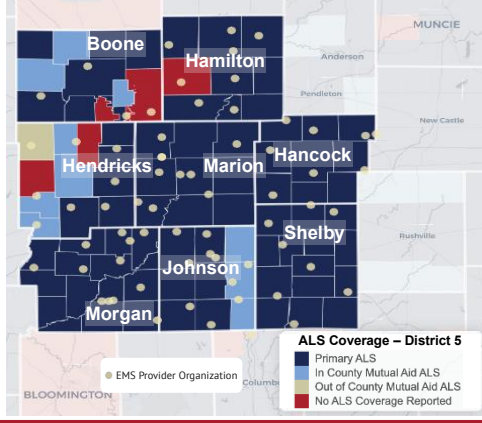 MUNCIE
Boone
Hamilton
Anderson
Pendleton
New Castle
Hendricks
Marion
Hancock
Shelby
Rushville
Johnson
Morgan
ALS Coverage – District 5
Primary ALS
In County Mutual Aid ALS
Out of County Mutual Aid ALS
No ALS Coverage Reported
EMS Provider Organization
BLOOMINGTON
Columb